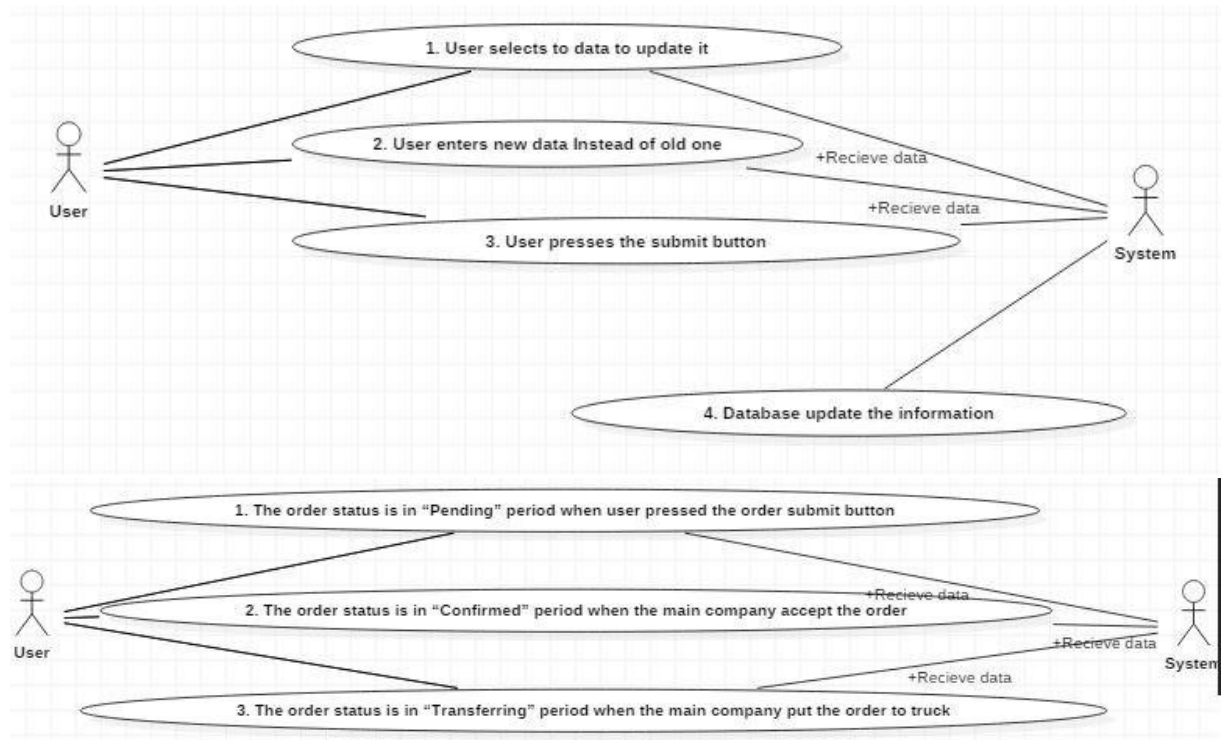 1. User selects to data to update it
2. User enters new data Instead of old one
+Recieve data
User
+Recieve data
3. User presses the submit button
System
4. Database update the information
1. The order status is in “Pending” period when user pressed the order submit button
+Recieve data
2. The order status is in “Confirmed” period when the main company accept the order
+Recieve data
User
System
+Recieve data
3. The order status is in “Transferring” period when the main company put the order to truck